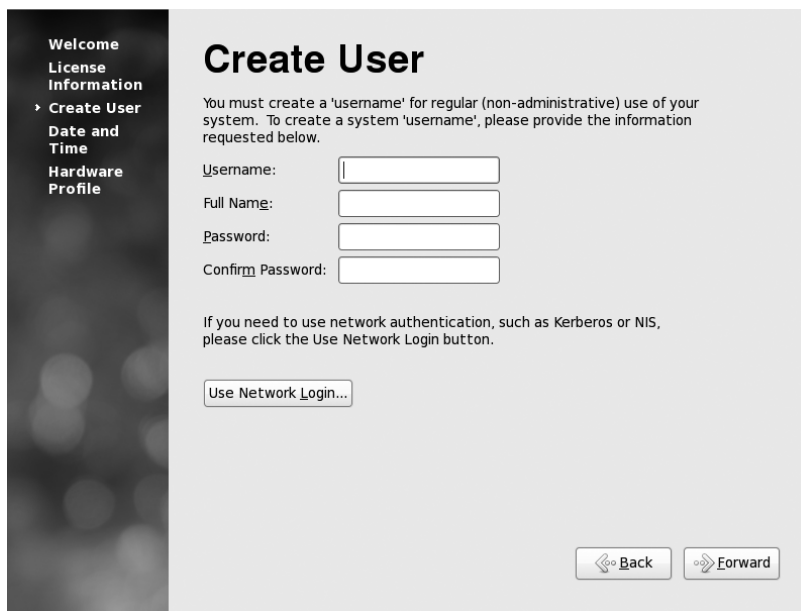 Welcome
License
Information
Create User
Date and
Time
Hardware
Profile
Create User
You must create a 'username' for regular (non-administrative) use of your
system.  To create a system 'username', please provide the information
requested below.
Username:
Full Name:
Password:
Confirm Password:
If you need to use network authentication, such as Kerberos or NIS,
please click the Use Network Login button.
Use Network Login...
Back
Forward